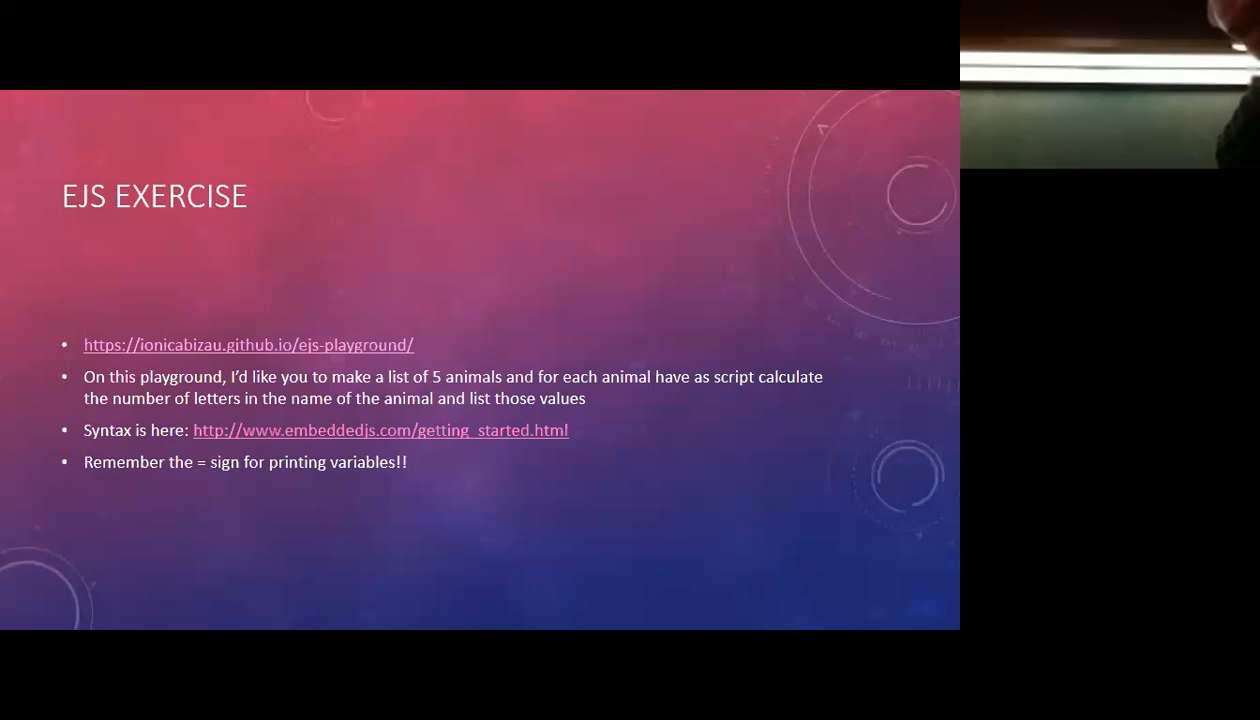 EJS EXERCISE
https://ionicabizau.github.io/ejs-playground/
On this playground, I'd like you to make a list of 5 animals and for each animal have as script calculate
the number of letters in the name of the animal and list those values
Syntax is here: http://www.embeddedjs.com/getting_started.html
Remember the = sign for printing variables!!